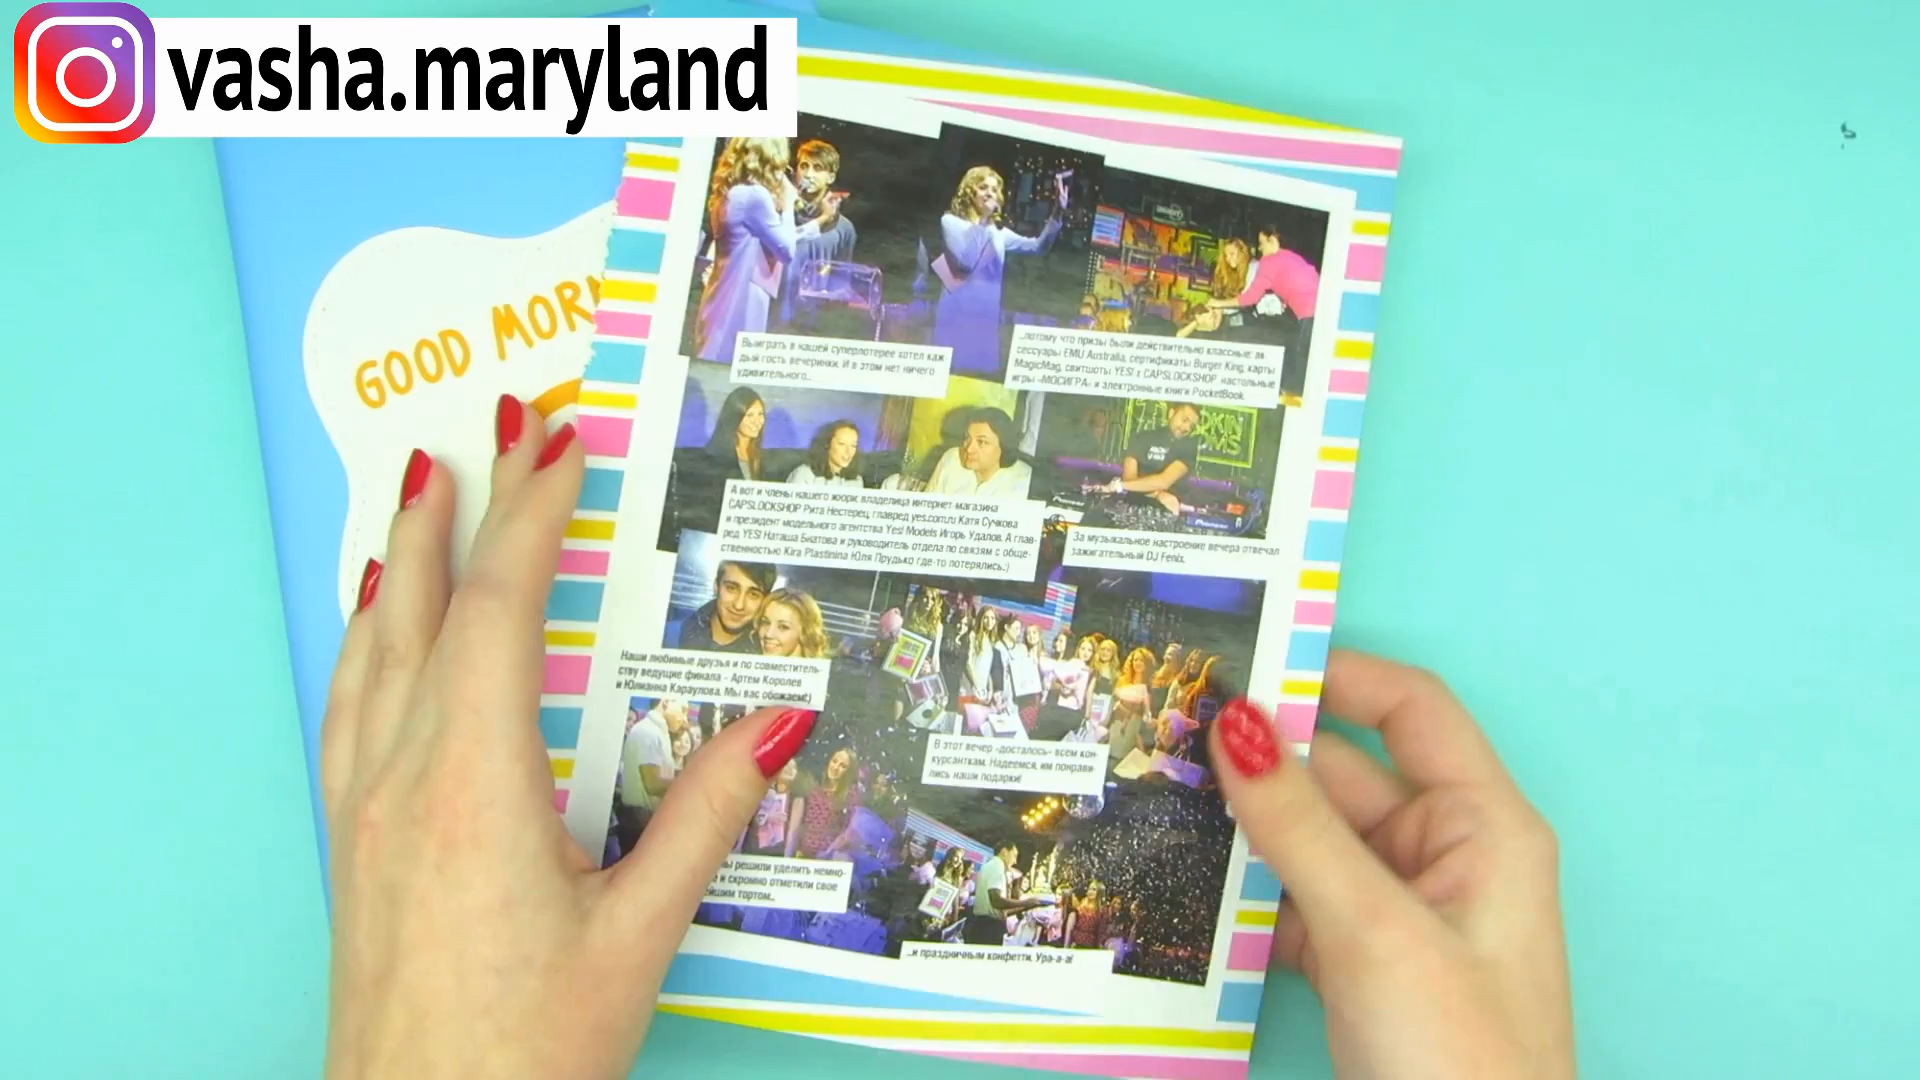 vasha.maryland
GOOD MORN
Выиграть в нашей суперлотерее хотел каж
дый гость вечеринки. И в этом нет ничего
удивительного...
...потому что призы были действительно классные: ак
сессуары EMU Australia, сертификаты Burger King, карты
MagicMag, свитшоты YES! с CAPSLOCKSHOP, настольные
игры «МОСИГРА» и электронные книги PocketBook.
А вот и члены нашего жюри: владелица интернет-магазина
CAPSLOCKSHOP Рита Нестерец, главред yes.com.ru Катя Сучкова
и президент модельного агентства Yes! Models Игорь Удалов. А глав-
ред YES! Наташа Биатова и руководитель отдела по связям с обще-
ственностью Kira Plastinina Юля Прудько где-то потерялись.:)
За музыкальное настроение вечера отвечал
зажигательный DJ Fenix.
Наши любимые друзья и по совместитель-
ству ведущие финала - Артем Королев
и Юлианна Караулова. Мы вас обожаем:)
В этот вечер «досталось» всем кон-
курсанткам. Надеемся, им понрави-
лись наши подарки!
ы решили уделить немно-
е и скромно отметили свое
ейшим тортом...
...и праздничным конфетти. Ура-а-а!